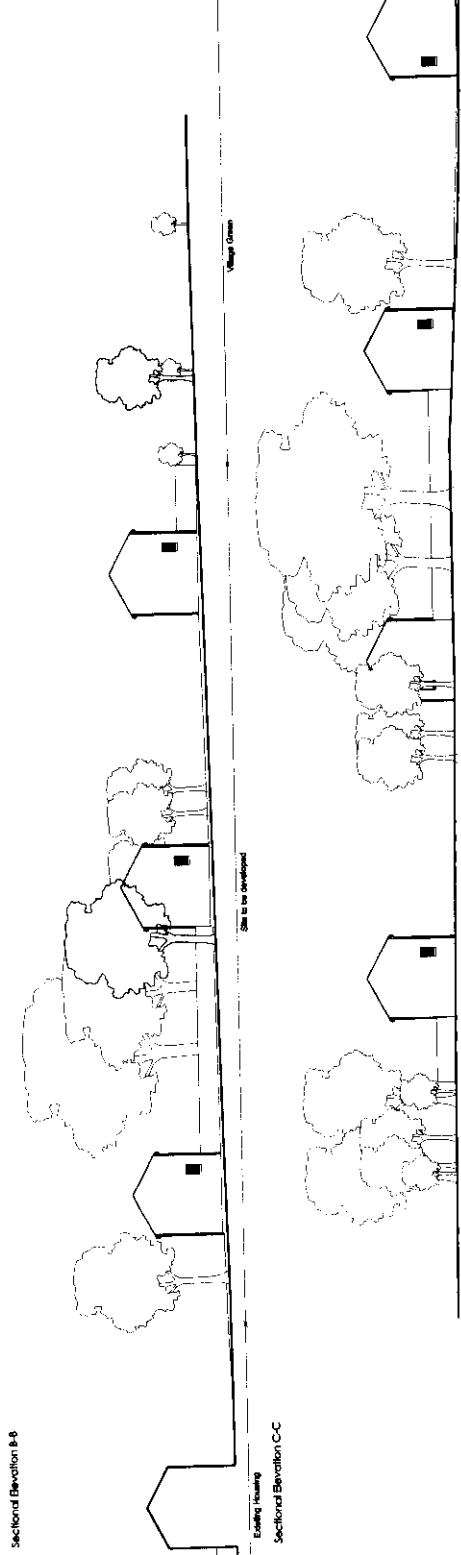 Sectional Elevation B-B
Existing Housing
Site to be developed
Village Green
Sectional Elevation C-C